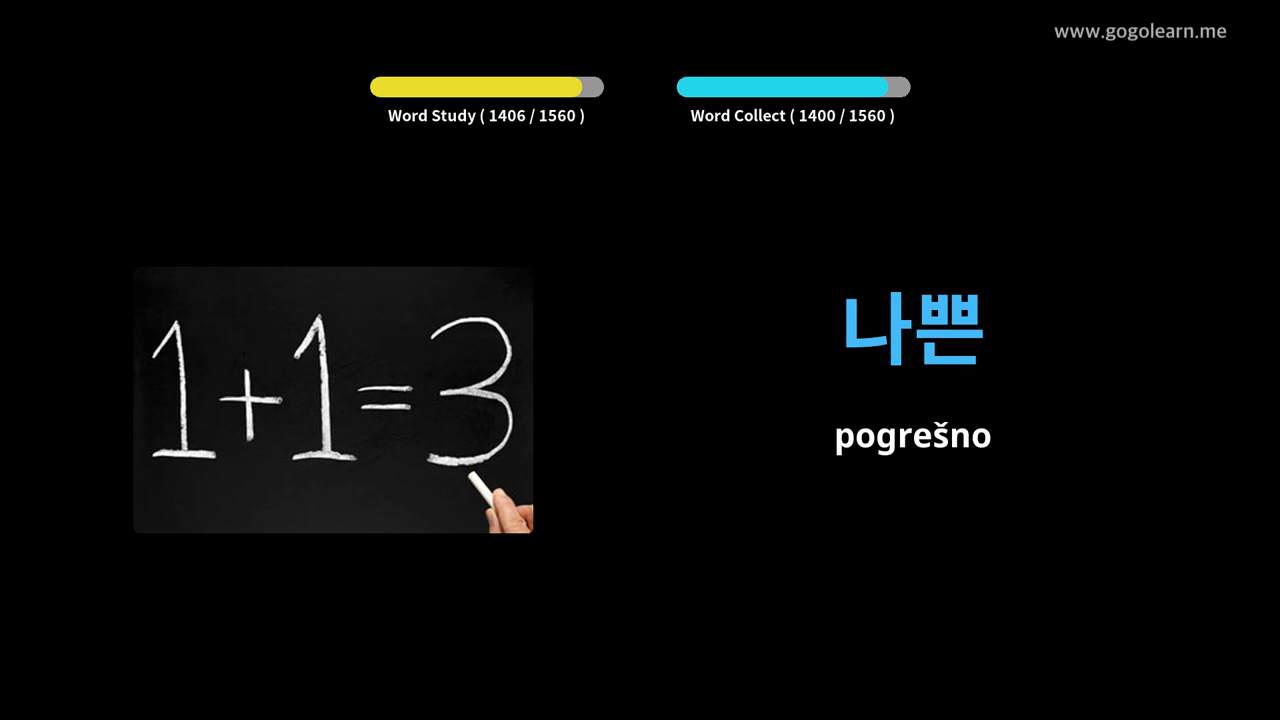 www.gogolearn.me
Word Study ( 1406 / 1560 )
Word Collect ( 1400 / 1560 )
1+1=3
나쁜
pogrešno